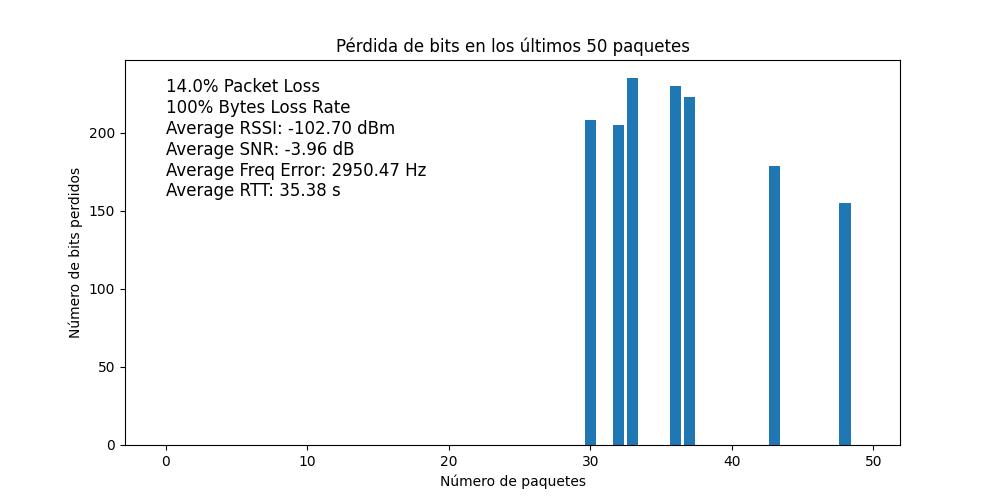 Pérdida de bits en los últimos 50 paquetes
14.0% Packet Loss
100% Bytes Loss Rate
Average RSSI: -102.70 dBm
Average SNR: -3.96 dB
Average Freq Error: 2950.47 Hz
Average RTT: 35.38 s
Número de bits perdidos
200
150
100
50
0
0 10 20 30 40 50
Número de paquetes